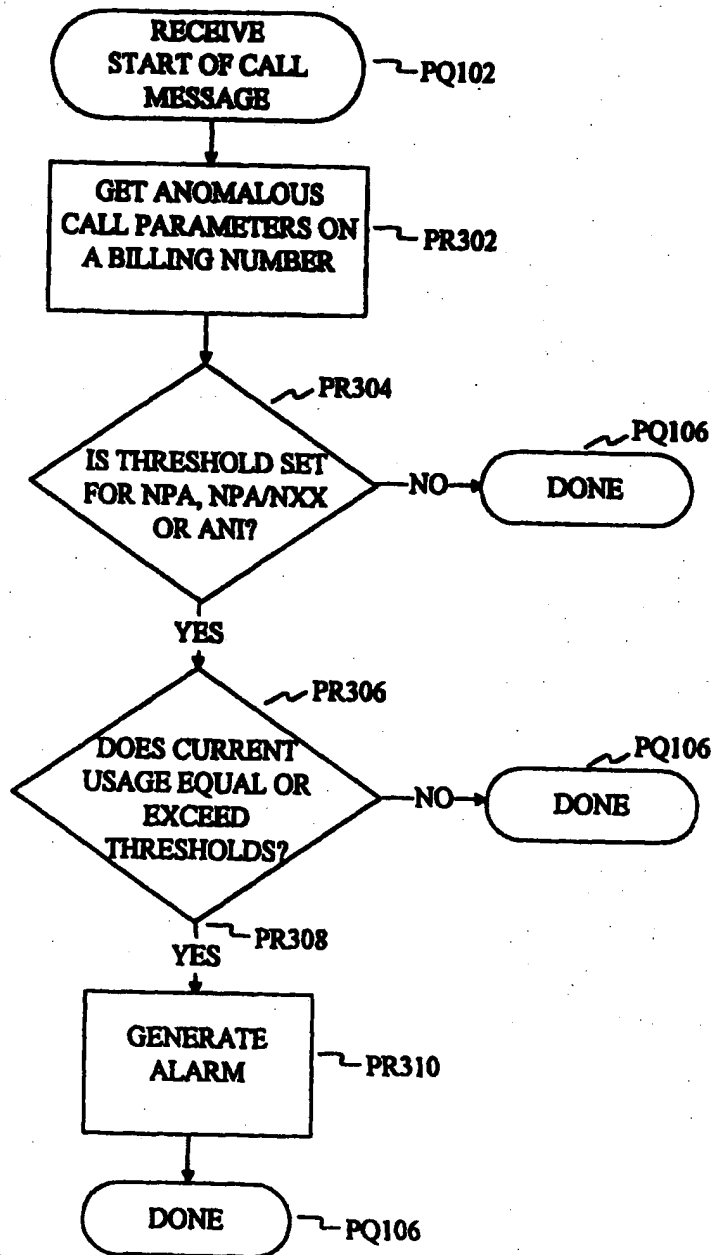 RECEIVE
START OF CALL
MESSAGE
PQ102
GET ANOMALOUS
CALL PARAMETERS ON
A BILLING NUMBER
PR302
PR304
IS THRESHOLD SET
FOR NPA, NPA/NXX
OR ANI?
NO
PQ106
DONE
YES
PR306
DOES CURRENT
USAGE EQUAL OR
EXCEED
THRESHOLDS?
NO
PQ106
DONE
PR308
YES
GENERATE
ALARM
PR310
DONE
PQ106